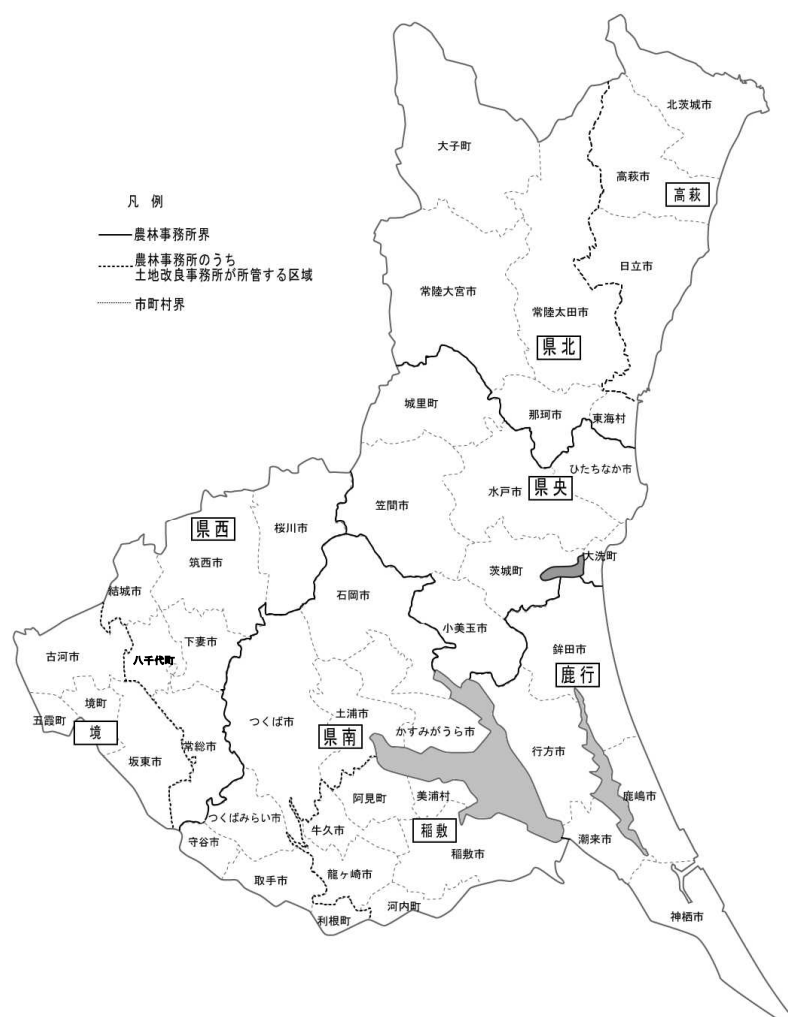 北茨城市
大子町
高萩市
高萩
凡 例
農林事務所界
農林事務所のうち
土地改良事務所が所管する区域
市町村界
日立市
常陸大宮市
常陸太田市
県北
城里町
那珂市
東海村
ひたちなか市
水戸市
県央
笠間市
県西
桜川市
筑西市
茨城町
大洗町
結城市
石岡市
小美玉市
下妻市
鉾田市
古河市
八千代町
鹿行
境町
五霞町
境
つくば市
土浦市
県南
かすみがうら市
常総市
行方市
坂東市
阿見町
美浦村
鹿嶋市
つくばみらい市
牛久市
稲敷
潮来市
守谷市
稲敷市
取手市
龍ヶ崎市
河内町
利根町
神栖市